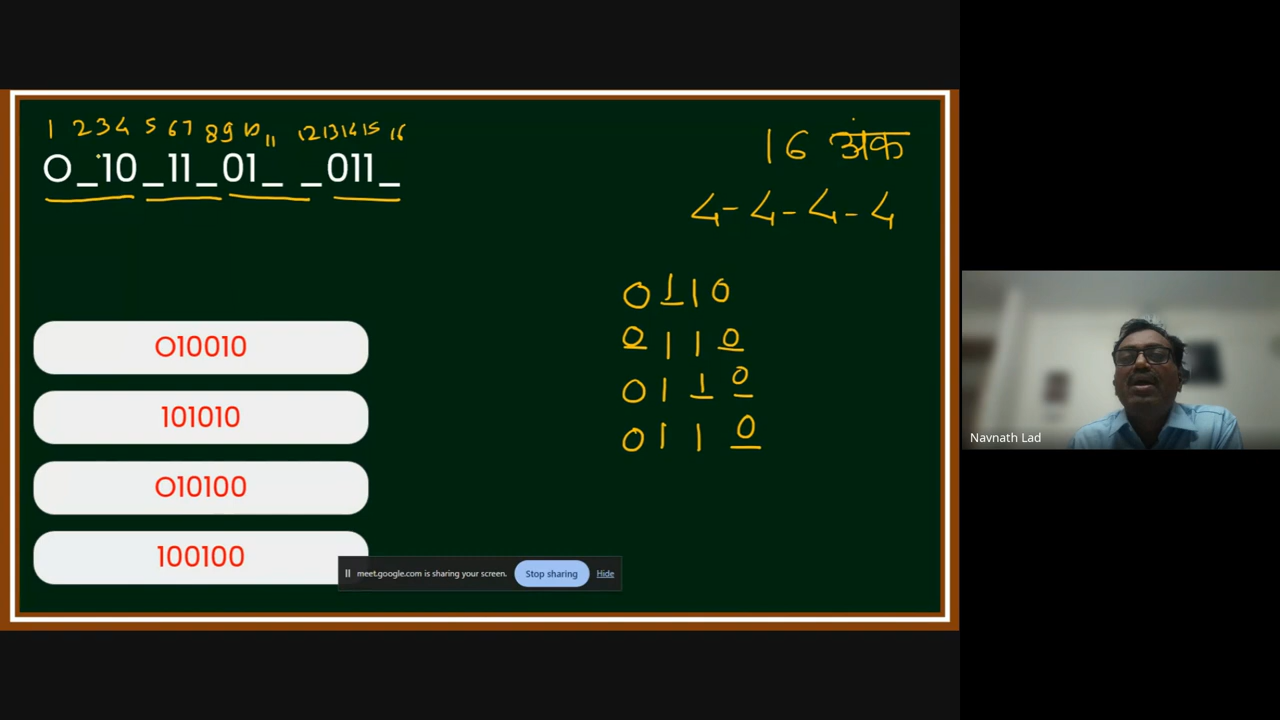 1 2 3 4 5 6 7 8 9 10 11 12 13 14 15 16
0_10_11_01_ _011_
16 अंक
4-4-4-4
0110
0110
0110
0110
O10010
101010
O10100
100100
meet.google.com is sharing your screen. Stop sharing Hide
Navnath Lad